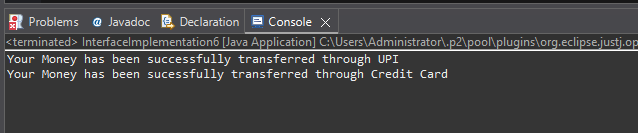 Problems @ Javadoc Declaration Console
<terminated> InterfaceImplementation6 [Java Application] C:\Users\Administrator\.p2\pool\plugins\org.eclipse.justj.op
Your Money has been sucessfully transferred through UPI
Your Money has been sucessfully transferred through Credit Card